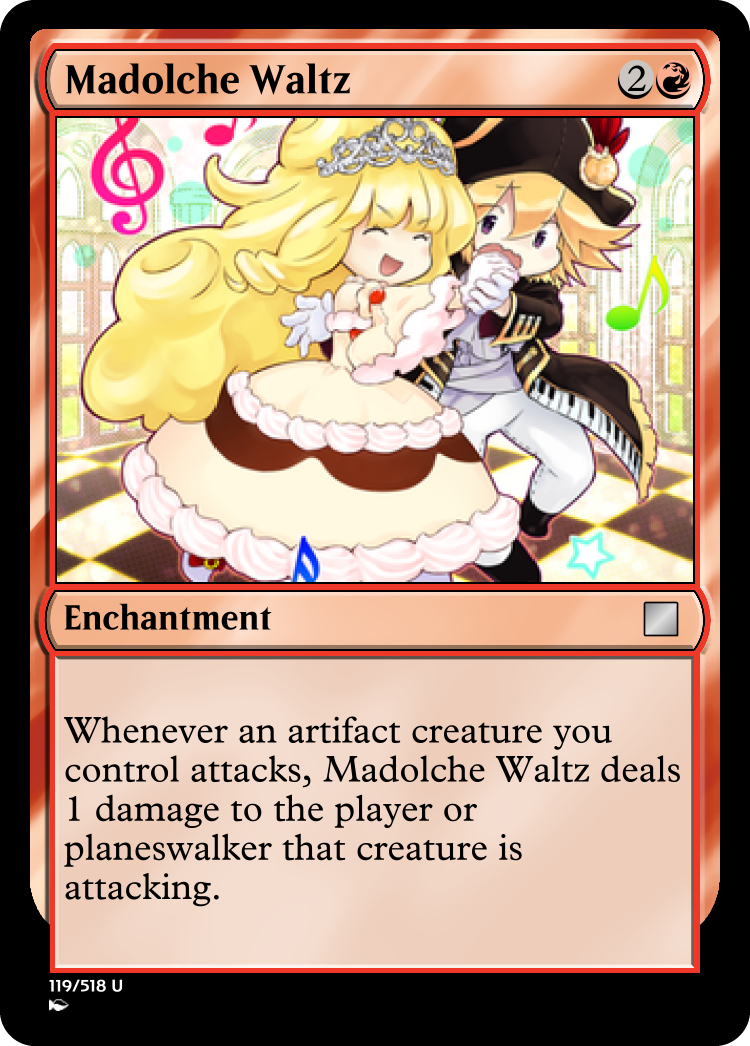 Madolche Waltz 2
Enchantment
Whenever an artifact creature you
control attacks, Madolche Waltz deals
1 damage to the player or
planeswalker that creature is
attacking.
119/518 U